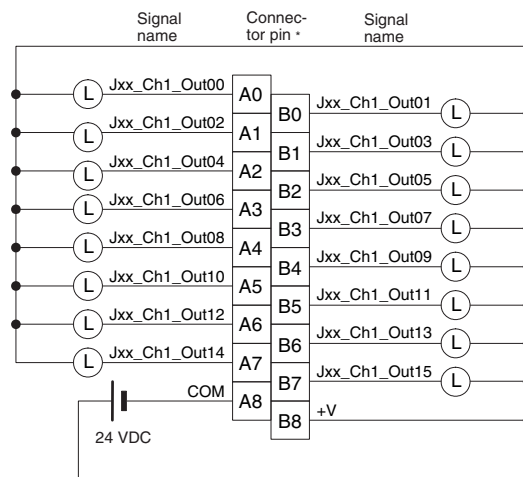 Signal name
Connec-tor pin *
Signal name
L Jxx_Ch1_Out00 A0
B0 Jxx_Ch1_Out01 L
L Jxx_Ch1_Out02 A1
B1 Jxx_Ch1_Out03 L
L Jxx_Ch1_Out04 A2
B2 Jxx_Ch1_Out05 L
L Jxx_Ch1_Out06 A3
B3 Jxx_Ch1_Out07 L
L Jxx_Ch1_Out08 A4
B4 Jxx_Ch1_Out09 L
L Jxx_Ch1_Out10 A5
B5 Jxx_Ch1_Out11 L
L Jxx_Ch1_Out12 A6
B6 Jxx_Ch1_Out13 L
L Jxx_Ch1_Out14 A7
B7 Jxx_Ch1_Out15 L
COM A8
B8 +V
24 VDC